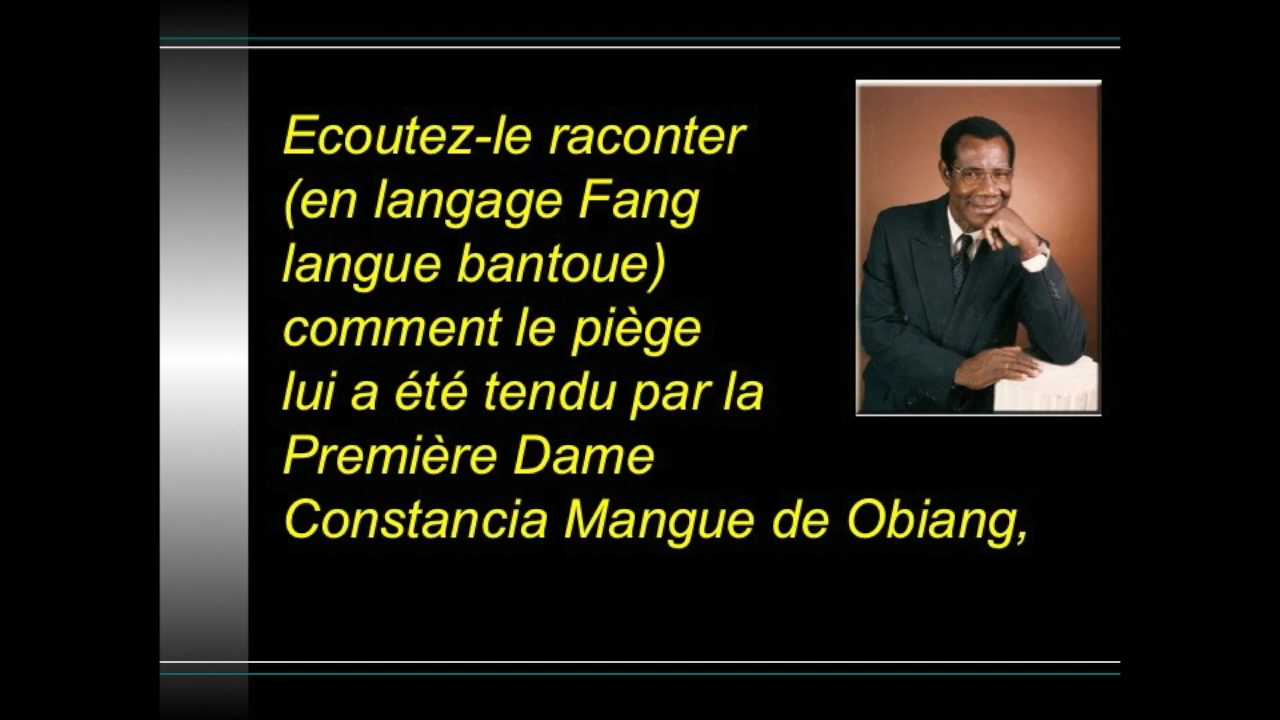 Ecoutez-le raconter
(en langage Fang
langue bantoue)
comment le piège
lui a été tendu par la
Première Dame
Constancia Mangue de Obiang,